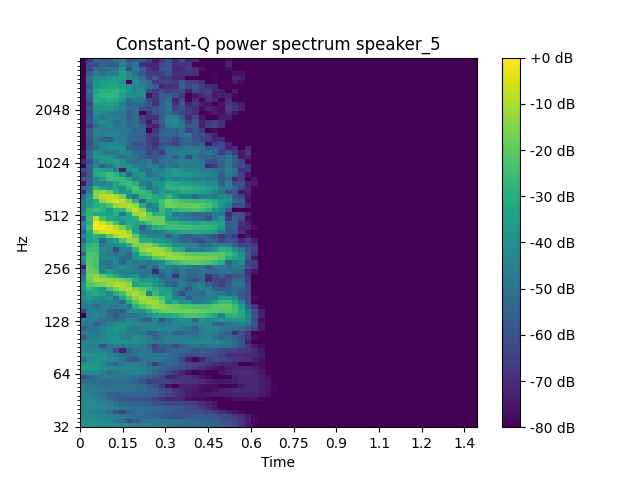 Constant-Q power spectrum speaker_5
Hz
2048
1024
512
256
128
64
32
0 0.15 0.3 0.45 0.6 0.75 0.9 1.1 1.2 1.4
Time
+0 dB
-10 dB
-20 dB
-30 dB
-40 dB
-50 dB
-60 dB
-70 dB
-80 dB